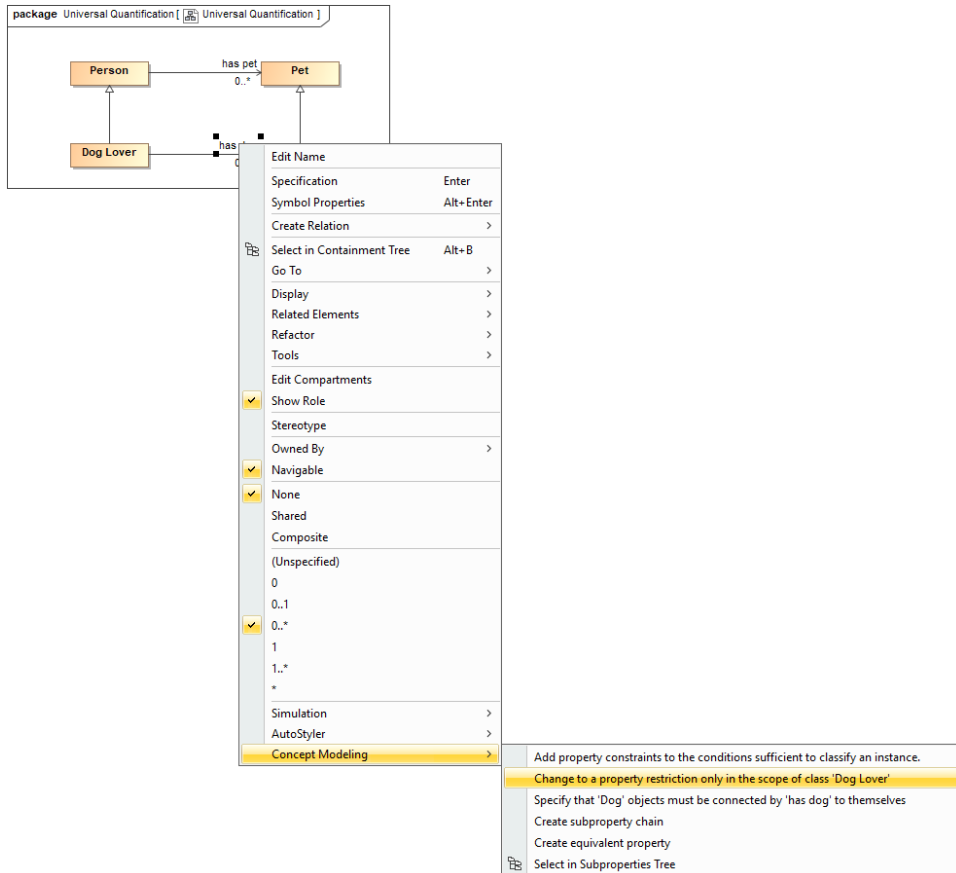 package Universal Quantification [ Universal Quantification ]
Person
has pet
0..*
Pet
Dog Lover
has
Edit Name
Specification Enter
Symbol Properties Alt+Enter
Create Relation
Select in Containment Tree Alt+B
Go To
Display
Related Elements
Refactor
Tools
Edit Compartments
Show Role
Stereotype
Owned By
Navigable
None
Shared
Composite
(Unspecified)
0
0..1
0..*
1
1..*
*
Simulation
AutoStyler
Concept Modeling
Add property constraints to the conditions sufficient to classify an instance.
Change to a property restriction only in the scope of class 'Dog Lover'
Specify that 'Dog' objects must be connected by 'has dog' to themselves
Create subproperty chain
Create equivalent property
Select in Subproperties Tree